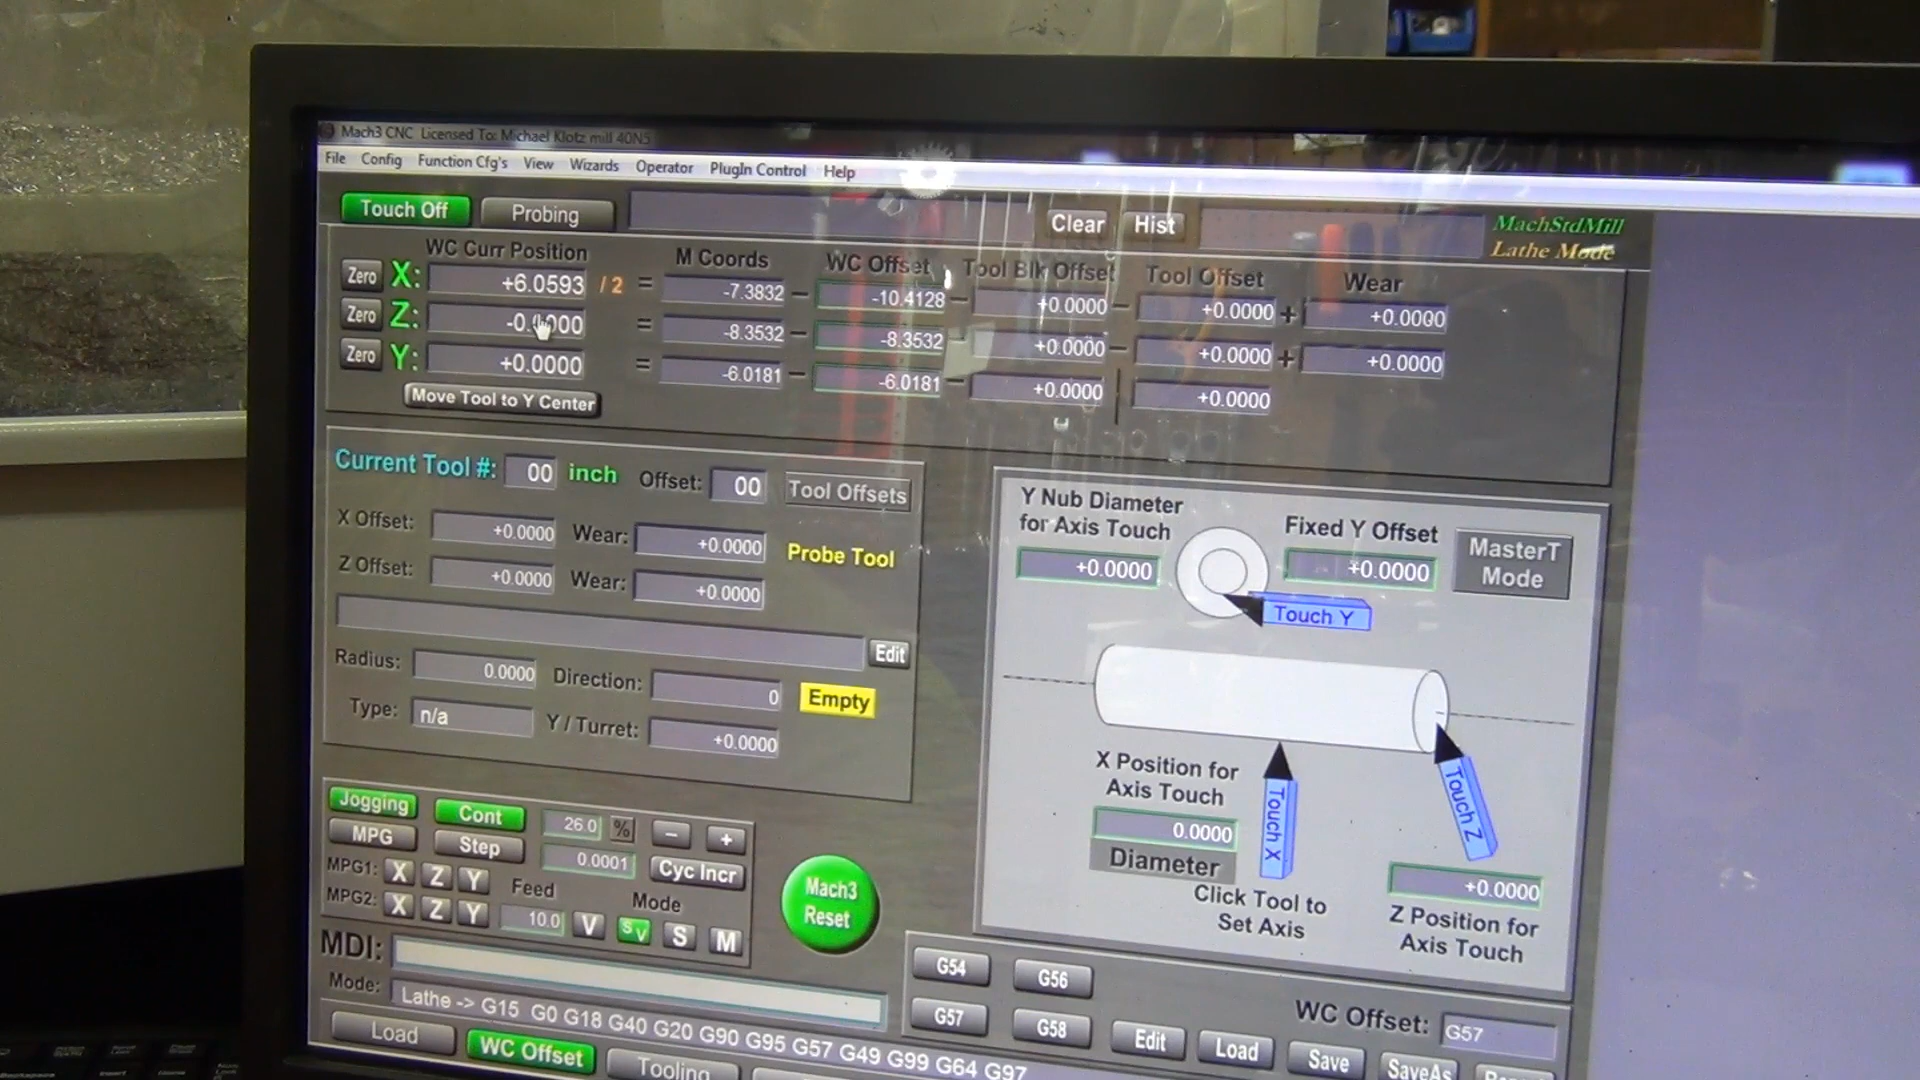 Mach3 CNC Licensed To: Michael Klotz mill 40N5
File Config Function Cfg's View Wizards Operator PlugIn Control Help
Touch Off Probing Clear Hist MachStdMill
Lathe Mode
WC Curr Position M Coords WC Offset Tool Blk Offset Tool Offset Wear
Zero X: +6.0593 / 2 = -7.3832 - -10.4128 - +0.0000 - +0.0000 + +0.0000
Zero Z: = -8.3532 - -8.3532 - +0.0000 - +0.0000 + +0.0000
Zero Y: +0.0000 = -6.0181 - -6.0181 - +0.0000 +0.0000
Move Tool to Y Center
Current Tool #: 00 inch Offset: 00 Tool Offsets
X Offset: +0.0000 Wear: +0.0000 Probe Tool
Z Offset: +0.0000 Wear: +0.0000
Edit
Radius: 0.0000 Direction: 0 Empty
Type: n/a Y / Turret: +0.0000
Y Nub Diameter
for Axis Touch
+0.0000
Fixed Y Offset
+0.0000
MasterT
Mode
Touch Y
X Position for
Axis Touch
0.0000
Diameter
Touch X
Touch Z
Click Tool to
Set Axis
+0.0000
Z Position for
Axis Touch
Jogging Cont 26.0 % - +
MPG Step 0.0001 Cyc Incr
MPG1: X Z Y Feed Mode
MPG2: X Z Y 10.0 V S V S M
Mach3
Reset
MDI:
Mode: Lathe -> G15 G0 G18 G40 G20 G90 G95 G57 G49 G99 G64 G97
G54 G56
G57 G58 Edit Load Save SaveAs
WC Offset: G57
Load WC Offset Tooling